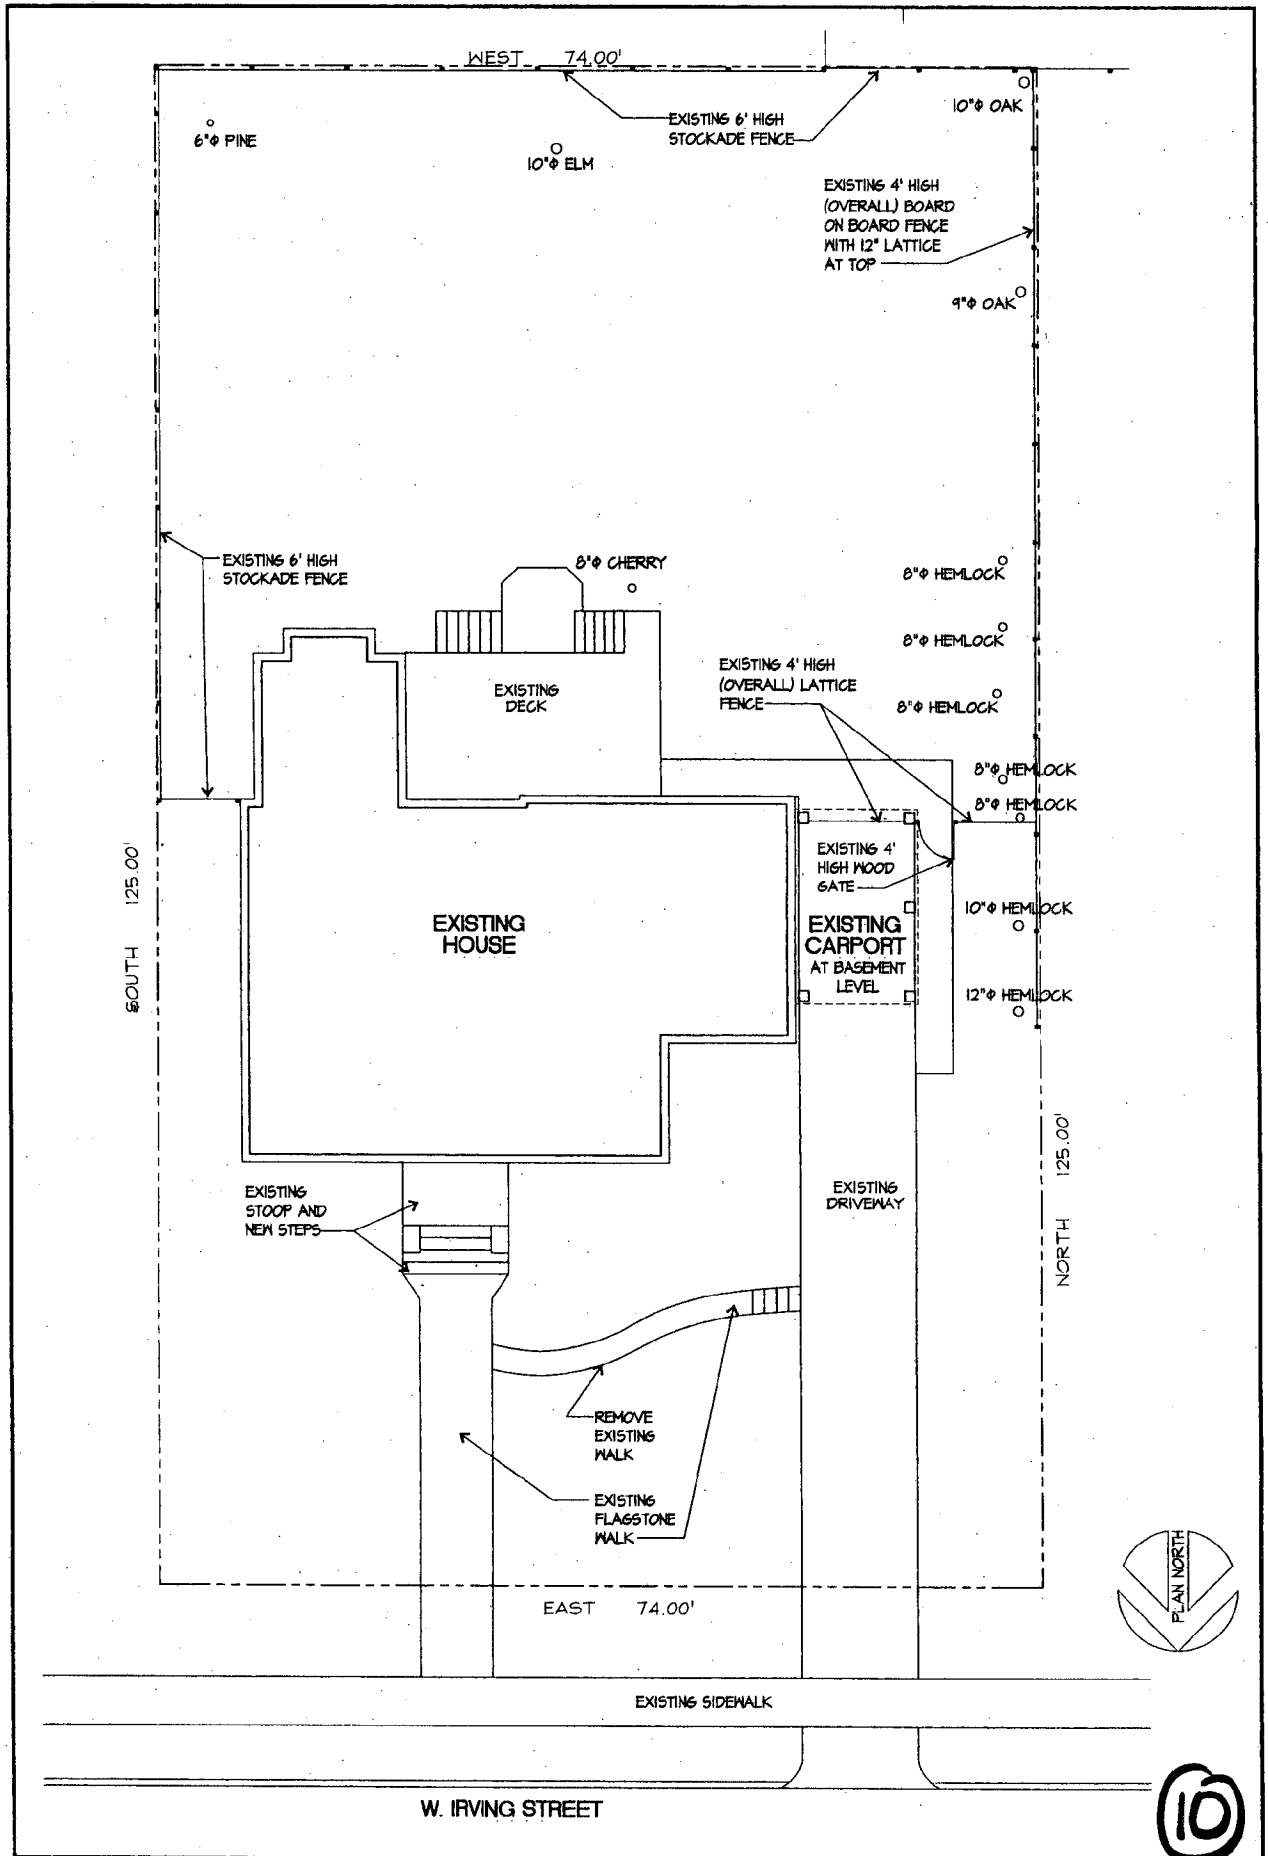 WEST 74.00'
6"ϕ PINE
10"ϕ ELM
EXISTING 6' HIGH
STOCKADE FENCE
10"ϕ OAK
EXISTING 4' HIGH
(OVERALL) BOARD
ON BOARD FENCE
WITH 12" LATTICE
AT TOP
9"ϕ OAK
EXISTING 6' HIGH
STOCKADE FENCE
8"ϕ CHERRY
8"ϕ HEMLOCK
8"ϕ HEMLOCK
EXISTING 4' HIGH
(OVERALL) LATTICE
FENCE
EXISTING
DECK
8"ϕ HEMLOCK
8"ϕ HEMLOCK
8"ϕ HEMLOCK
EXISTING 4'
HIGH WOOD
GATE
SOUTH 125.00'
EXISTING
HOUSE
EXISTING
CARPORT
AT BASEMENT
LEVEL
10"ϕ HEMLOCK
12"ϕ HEMLOCK
EXISTING
STOOP AND
NEW STEPS
EXISTING
DRIVEWAY
NORTH 125.00'
REMOVE
EXISTING
WALK
EXISTING
FLAGSTONE
WALK
PLAN NORTH
EAST 74.00'
EXISTING SIDEWALK
W. IRVING STREET
10